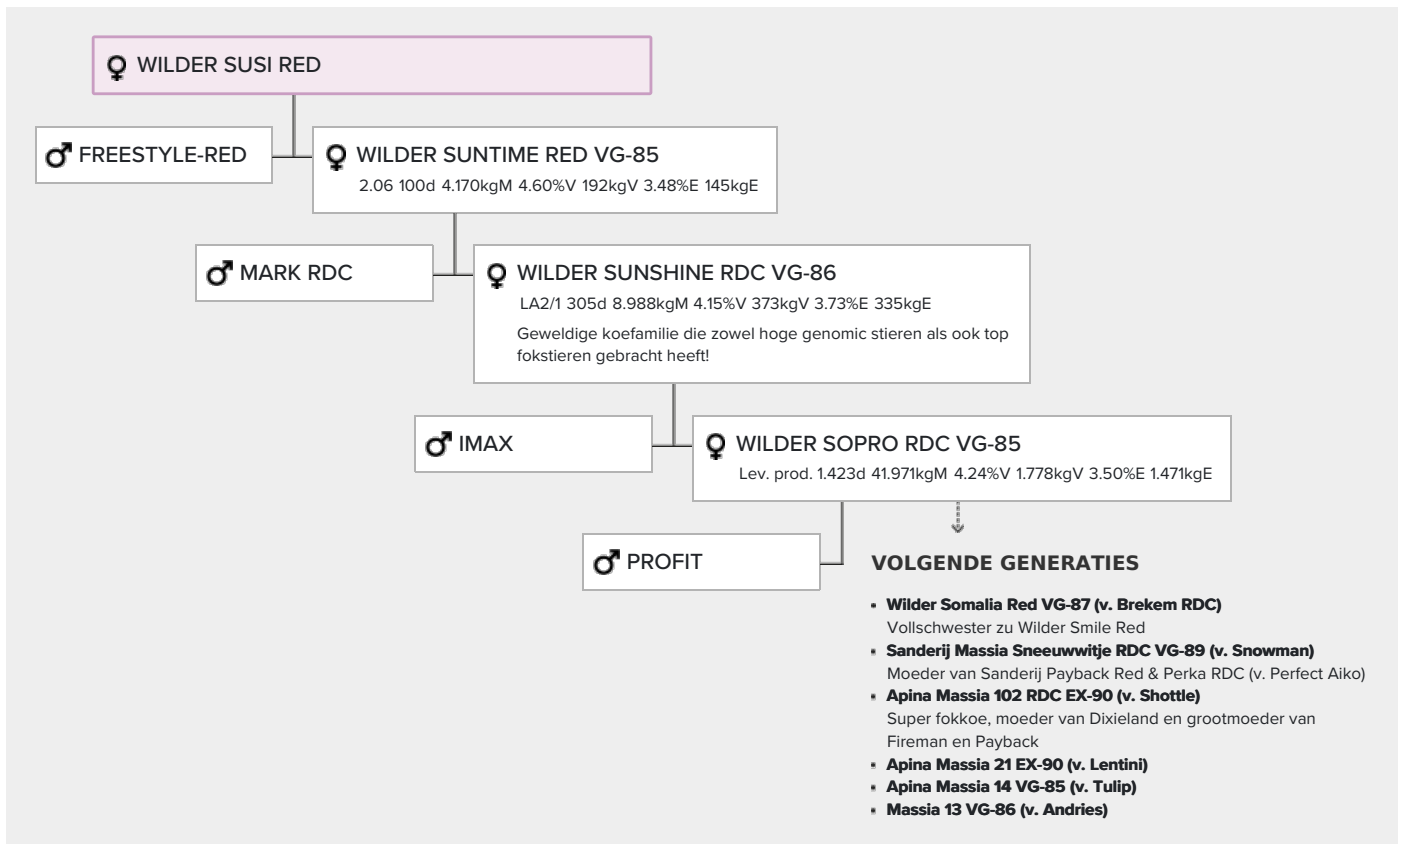 WILDER SUSI RED
FREESTYLE-RED
WILDER SUNTIME RED VG-85
2.06 100d 4.170kgM 4.60%V 192kgV 3.48%E 145kgE
MARK RDC
WILDER SUNSHINE RDC VG-86
LA2/1 305d 8.988kgM 4.15%V 373kgV 3.73%E 335kgE
Geweldige koefamilie die zowel hoge genomic stieren als ook top
fokstieren gebracht heeft!
IMAX
WILDER SOPRO RDC VG-85
Lev. prod. 1.423d 41.971kgM 4.24%V 1.778kgV 3.50%E 1.471kgE
PROFIT
VOLGENDE GENERATIES
Wilder Somalia Red VG-87 (v. Brekem RDC)
Vollschwester zu Wilder Smile Red
Sanderij Massia Sneeuwwitje RDC VG-89 (v. Snowman)
Moeder van Sanderij Payback Red & Perka RDC (v. Perfect Aiko)
Apina Massia 102 RDC EX-90 (v. Shottle)
Super fokkoe, moeder van Dixieland en grootmoeder van
Fireman en Payback
Apina Massia 21 EX-90 (v. Lentini)
Apina Massia 14 VG-85 (v. Tulip)
Massia 13 VG-86 (v. Andries)